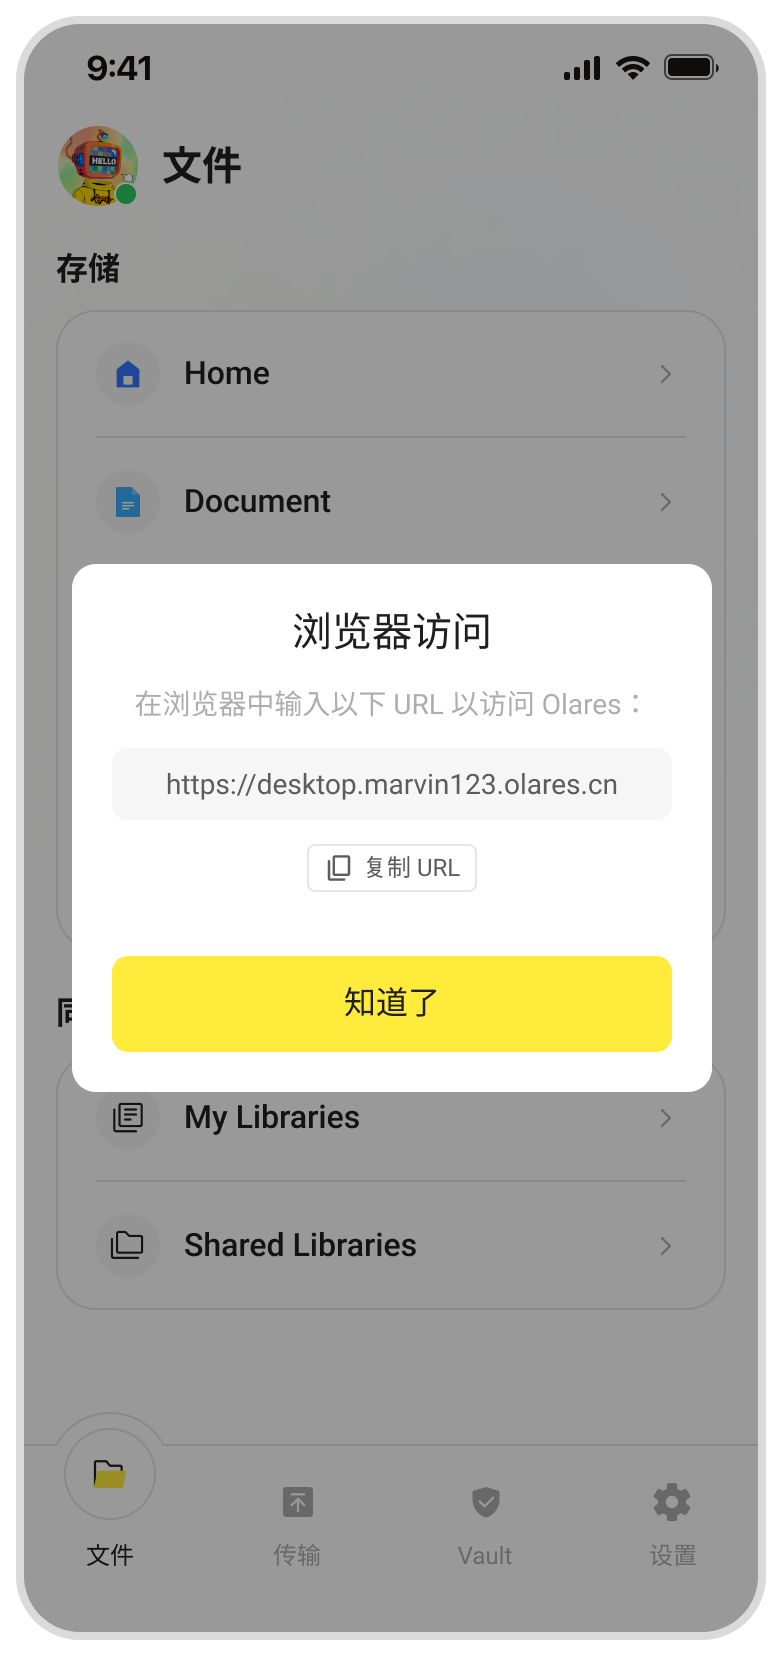 9:41
HELLO
文件
存储
Home
Document
浏览器访问
在浏览器中输入以下 URL 以访问 Olares：
https://desktop.marvin123.olares.cn
复制 URL
知道了
My Libraries
Shared Libraries
文件
传输
Vault
设置